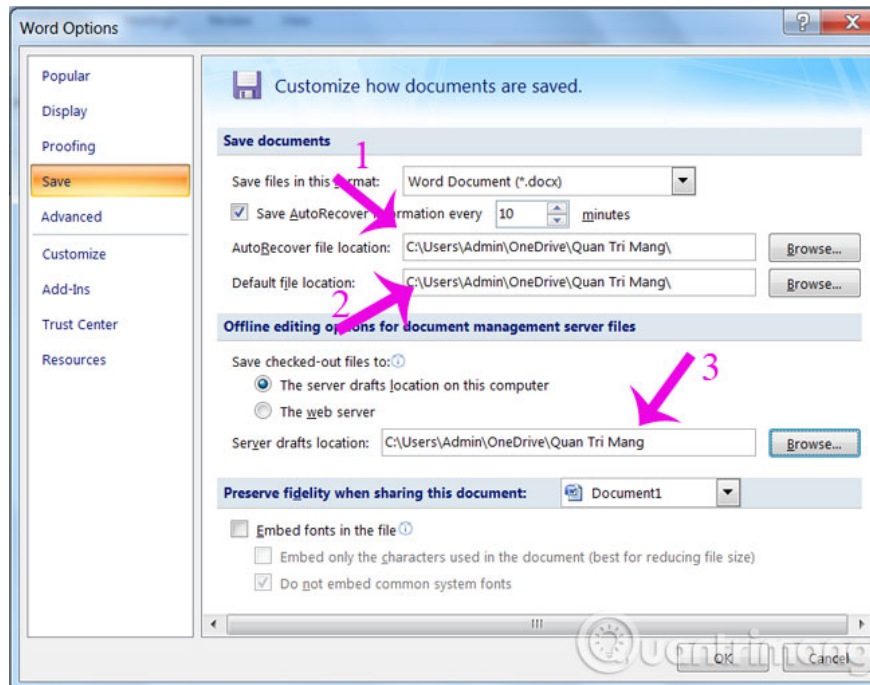 Word Options
Popular
Display
Proofing
Save
Advanced
Customize
Add-Ins
Trust Center
Resources
Customize how documents are saved.
Save documents
1
Save files in this format: Word Document (*.docx)
Save AutoRecover information every 10 minutes
AutoRecover file location: C:\Users\Admin\OneDrive\Quan Tri Mang\ Browse...
Default file location: C:\Users\Admin\OneDrive\Quan Tri Mang\ Browse...
2
Offline editing options for document management server files
Save checked-out files to:
3
The server drafts location on this computer
The web server
Server drafts location: C:\Users\Admin\OneDrive\Quan Tri Mang Browse...
Preserve fidelity when sharing this document: Document1
Embed fonts in the file
Embed only the characters used in the document (best for reducing file size)
Do not embed common system fonts
Quantrimang
OK Cancel